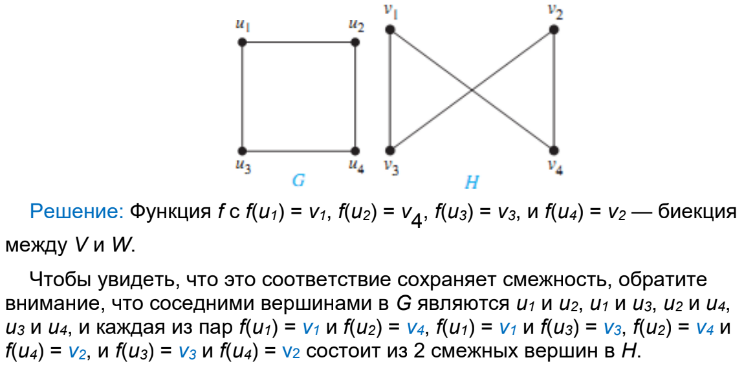 u₁ u₂ v₁ v₂
u₃ u₄ v₃ v₄
G H
Решение: Функция f с f(u₁) = v₁, f(u₂) = v₄, f(u₃) = v₃, и f(u₄) = v₂ — биекция
между V и W.
Чтобы увидеть, что это соответствие сохраняет смежность, обратите
внимание, что соседними вершинами в G являются u₁ и u₂, u₁ и u₃, u₂ и u₄,
u₃ и u₄, и каждая из пар f(u₁) = v₁ и f(u₂) = v₄, f(u₁) = v₁ и f(u₃) = v₃, f(u₂) = v₄ и
f(u₄) = v₂, и f(u₃) = v₃ и f(u₄) = v₂ состоит из 2 смежных вершин в H.